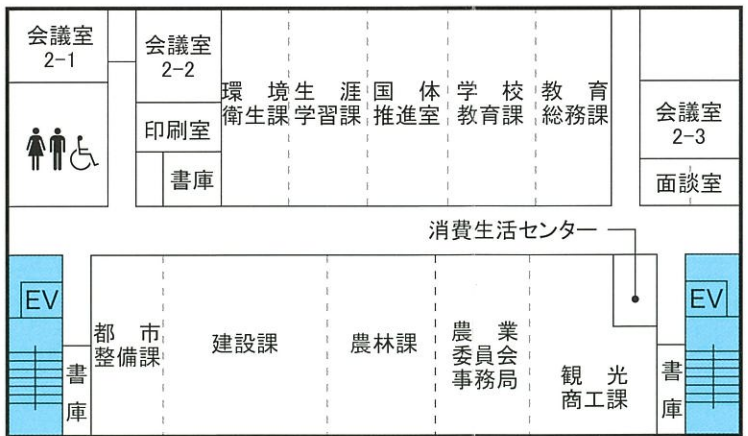 会議室
2-1
会議室
2-2
印刷室
書庫
環境
衛生課
生涯
学習課
国体
推進室
学校
教育課
教育
総務課
会議室
2-3
面談室
消費生活センター
EV
書
庫
都市
整備課
建設課
農林課
農業
委員会
事務局
観光
商工課
書
庫
EV